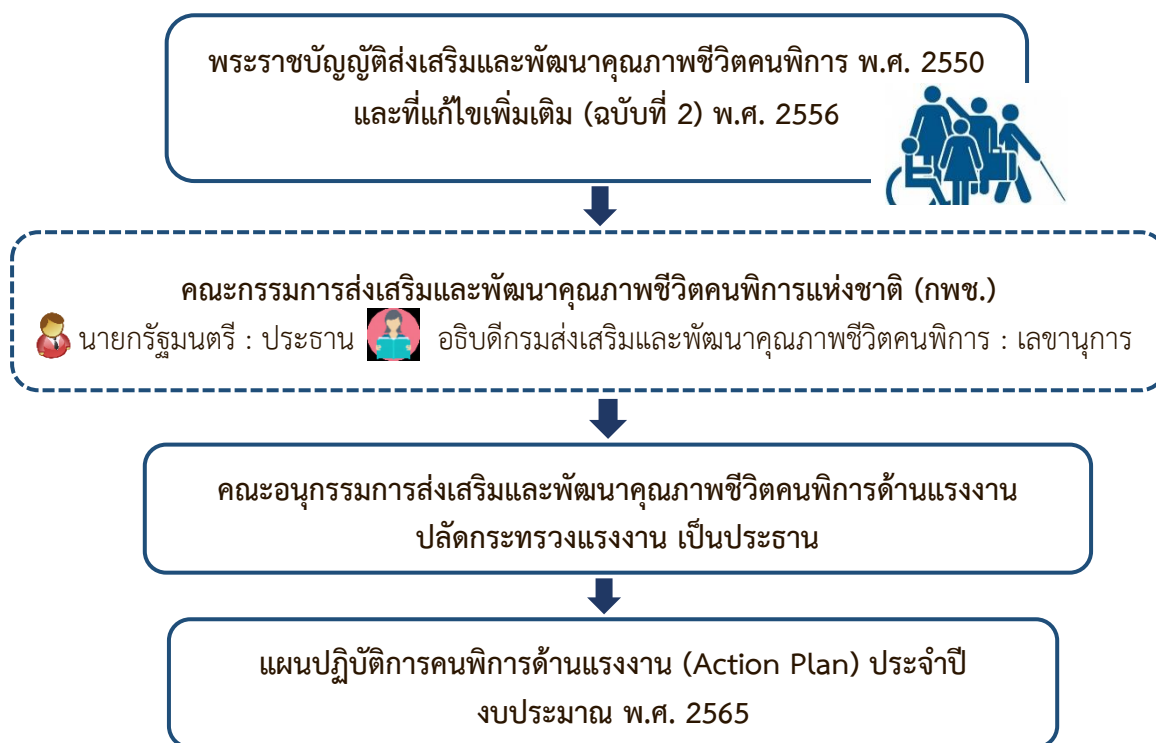 พระราชบัญญัติส่งเสริมและพัฒนาคุณภาพชีวิตคนพิการ พ.ศ. 2550
และที่แก้ไขเพิ่มเติม (ฉบับที่ 2) พ.ศ. 2556
คณะกรรมการส่งเสริมและพัฒนาคุณภาพชีวิตคนพิการแห่งชาติ (กพช.)
นายกรัฐมนตรี : ประธาน อธิบดีกรมส่งเสริมและพัฒนาคุณภาพชีวิตคนพิการ : เลขานุการ
คณะอนุกรรมการส่งเสริมและพัฒนาคุณภาพชีวิตคนพิการด้านแรงงาน
ปลัดกระทรวงแรงงาน เป็นประธาน
แผนปฏิบัติการคนพิการด้านแรงงาน (Action Plan) ประจำปี
งบประมาณ พ.ศ. 2565